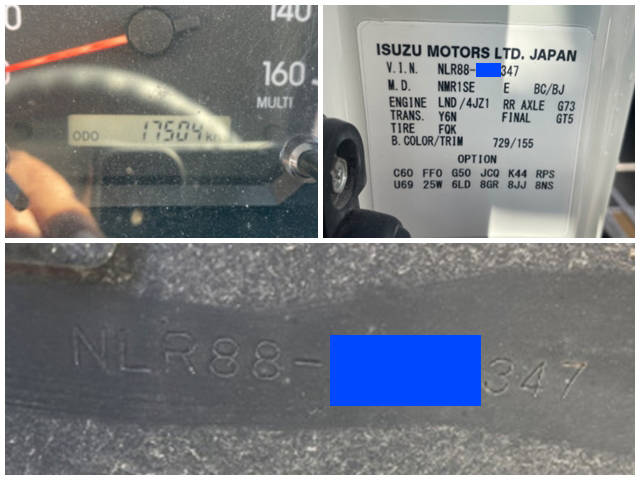 140
160
MULTI
ODO 17504 km
ISUZU MOTORS LTD. JAPAN
V.I.N. NLR88- 347
M.D. NMR1SE E BC/BJ
ENGINE LND/4JZ1 RR AXLE G73
TRANS. Y6N FINAL GT5
TIRE FQK
B.COLOR/TRIM 729/155
OPTION
C60 FF0 G50 JCQ K44 RPS
U69 25W 6LD 8GR 8JJ 8NS
NLR88- 347